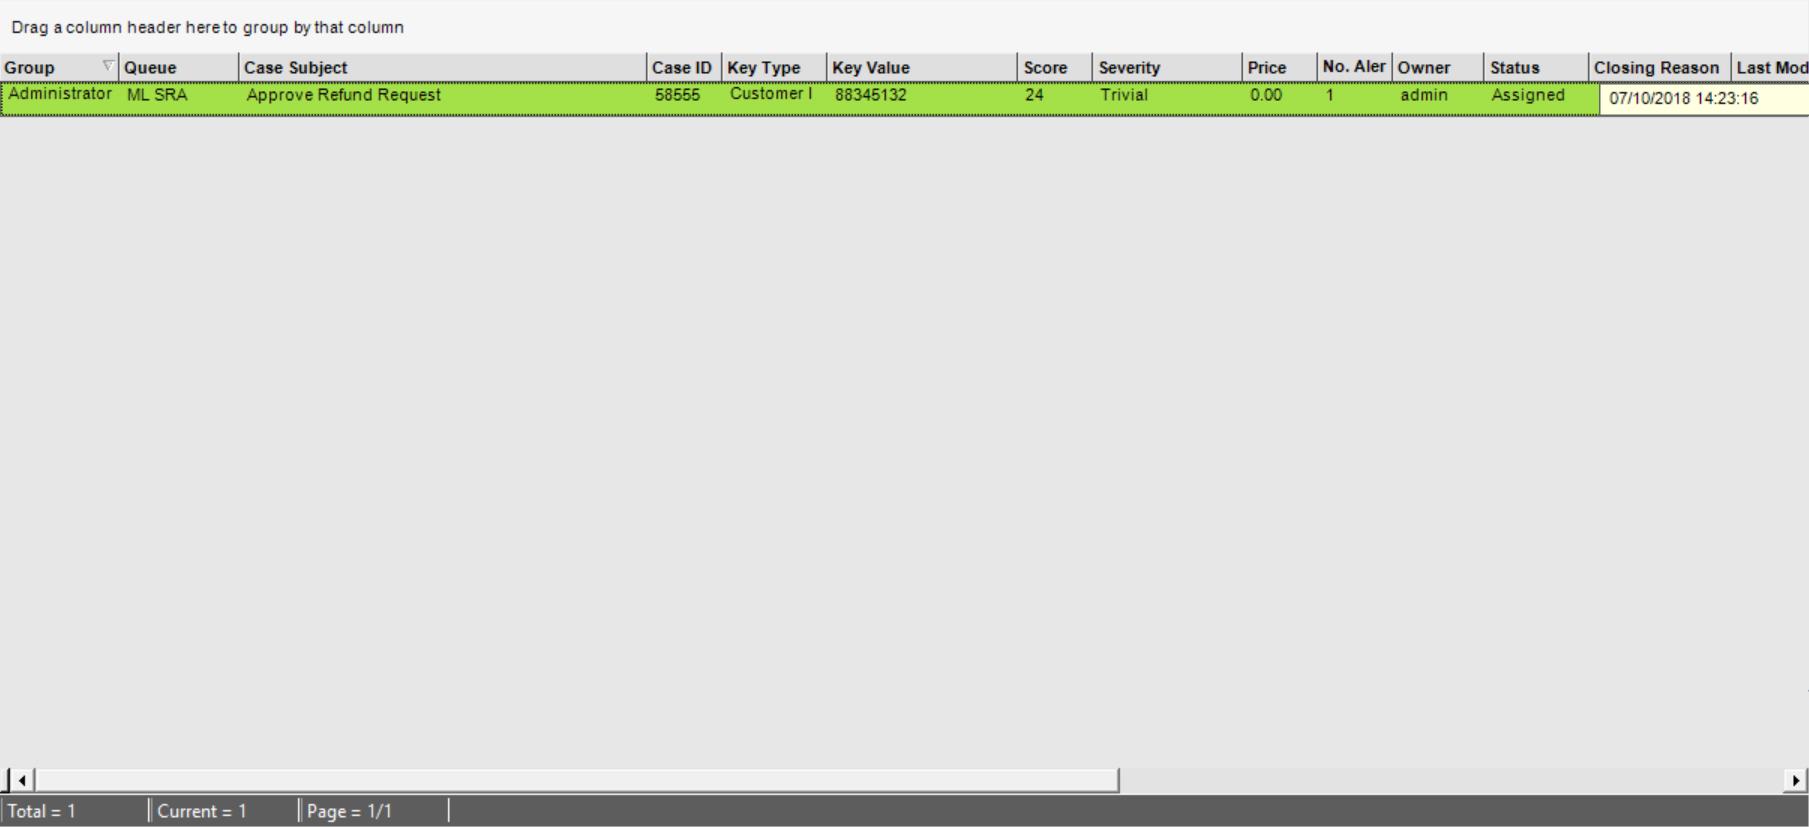 Drag a column header here to group by that column
Group Queue Case Subject Case ID Key Type Key Value Score Severity Price No. Aler Owner Status Closing Reason Last Mod
Administrator ML SRA Approve Refund Request 58555 Customer I 88345132 24 Trivial 0.00 1 admin Assigned 07/10/2018 14:23:16
Total = 1 Current = 1 Page = 1/1